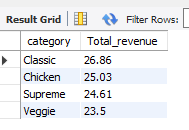 Result Grid Filter Rows:
category Total_revenue
Classic 26.86
Chicken 25.03
Supreme 24.61
Veggie 23.5